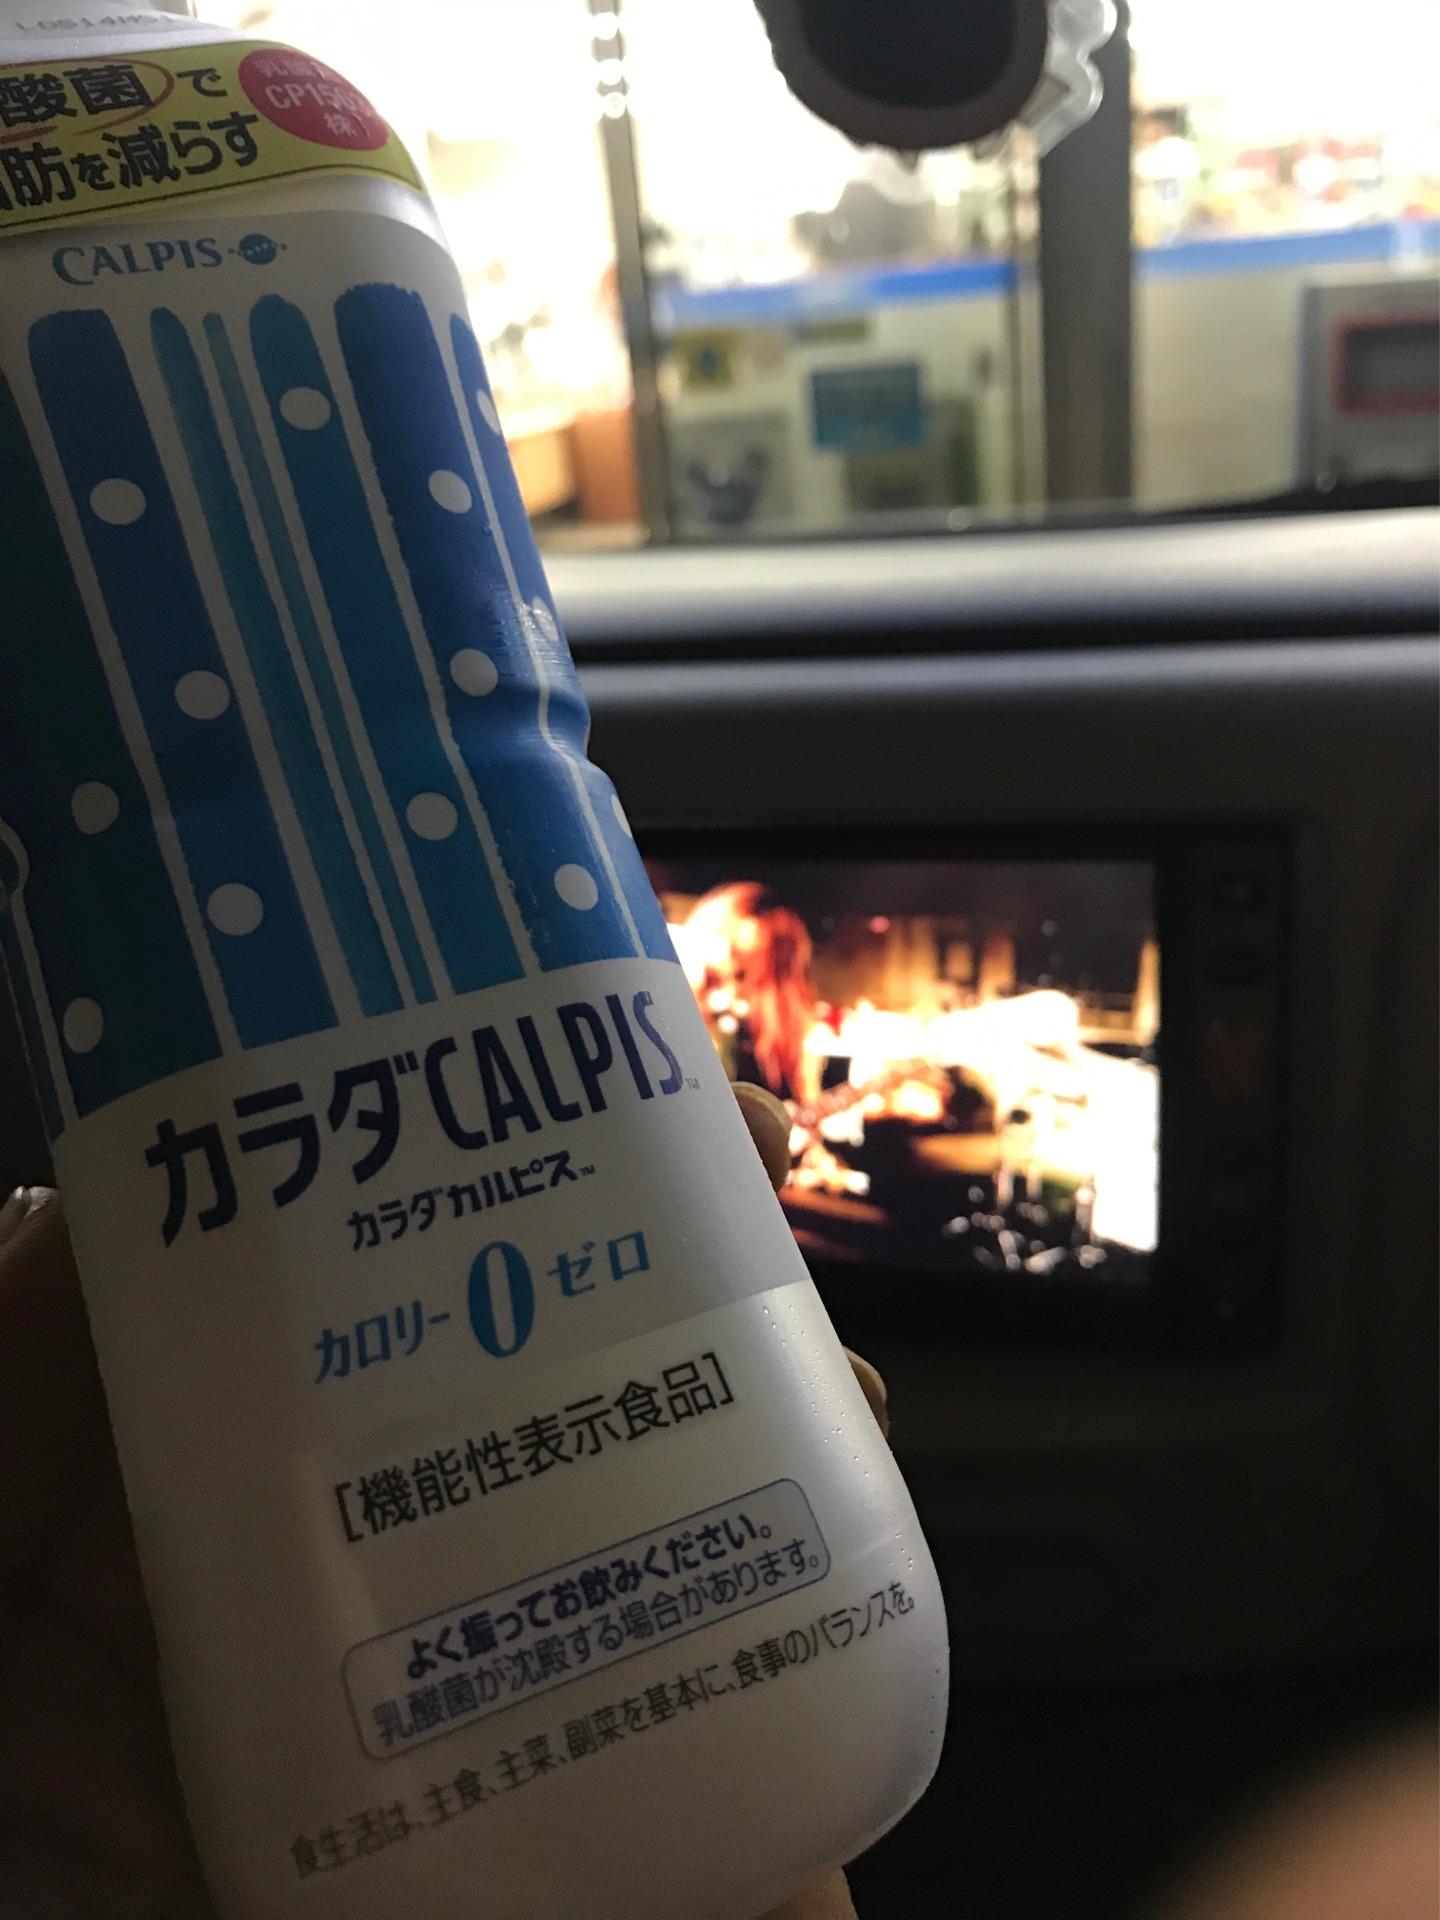 酸菌で
肪を減らす
CALPIS
カラダCALPIS™
カラダカルピス™
カロリー0ゼロ
[機能性表示食品]
よく振ってお飲みください。
乳酸菌が沈殿する場合があります。
食生活は、主食、主菜、副菜を基本に、食事のバランスを。